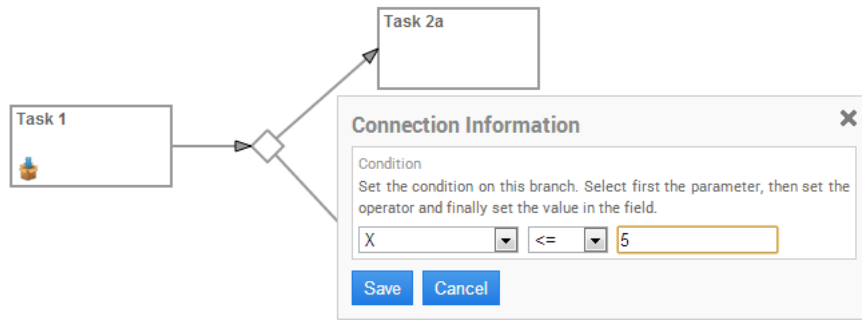 Task 2a
Task 1
Connection Information
Condition
Set the condition on this branch. Select first the parameter, then set the
operator and finally set the value in the field.
X <= 5
Save Cancel